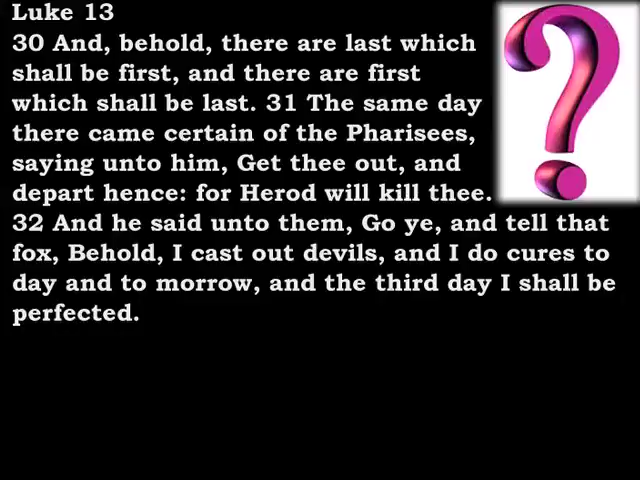 Luke 13
30 And, behold, there are last which
shall be first, and there are first
which shall be last. 31 The same day
there came certain of the Pharisees,
saying unto him, Get thee out, and
depart hence: for Herod will kill thee.
32 And he said unto them, Go ye, and tell that
fox, Behold, I cast out devils, and I do cures to
day and to morrow, and the third day I shall be
perfected.